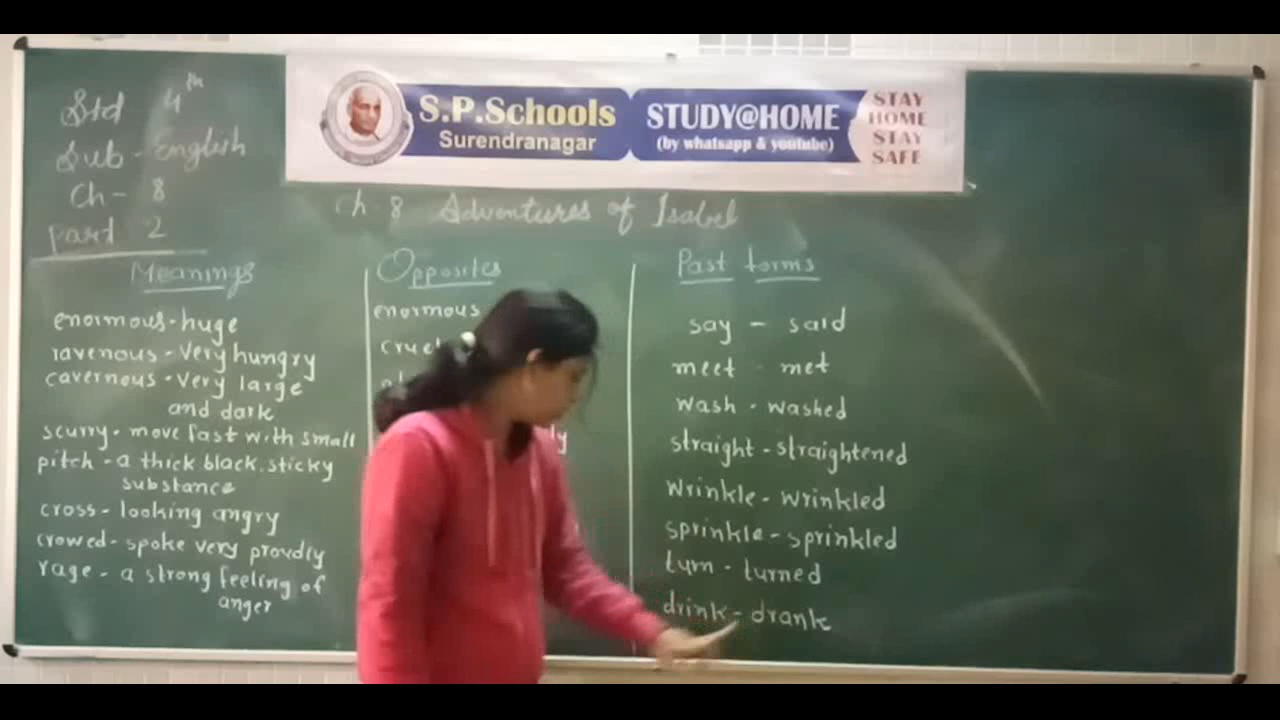 Std 4th
Sub - English
Ch - 8
part 2
S.P.Schools
Surendranagar
STUDY@HOME
(by whatsapp & youtube)
STAY
HOME
STAY
SAFE
Ch 8 Adventures of Isabel
Meanings
enormous - huge
ravenous - Very hungry
cavernous - Very large
and dark
scurry - move fast with small
pitch - a thick black sticky
substance
cross - looking angry
crowed - spoke very proudly
rage - a strong feeling of
anger
Opposites
enormous
Past forms
say - said
meet - met
wash - washed
straight - straightened
wrinkle - wrinkled
sprinkle - sprinkled
turn - turned
drink - drank